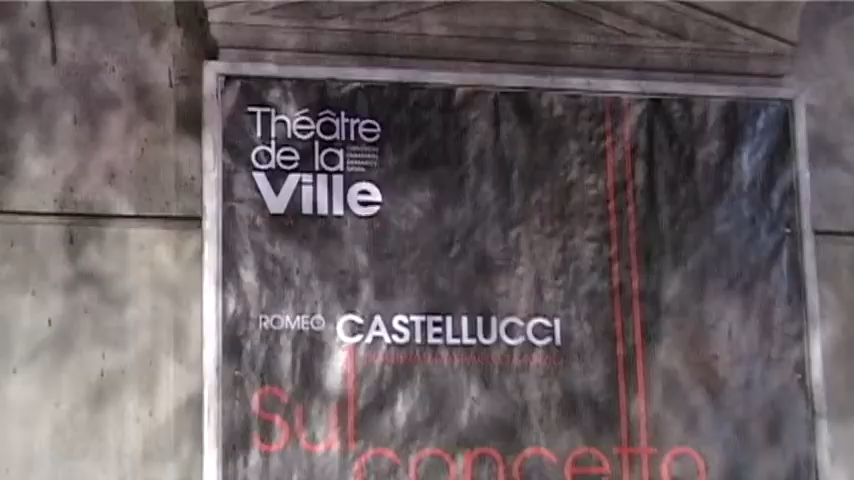 Théâtre
de la
Ville
ROMEO CASTELLUCCI
Sul
concetto